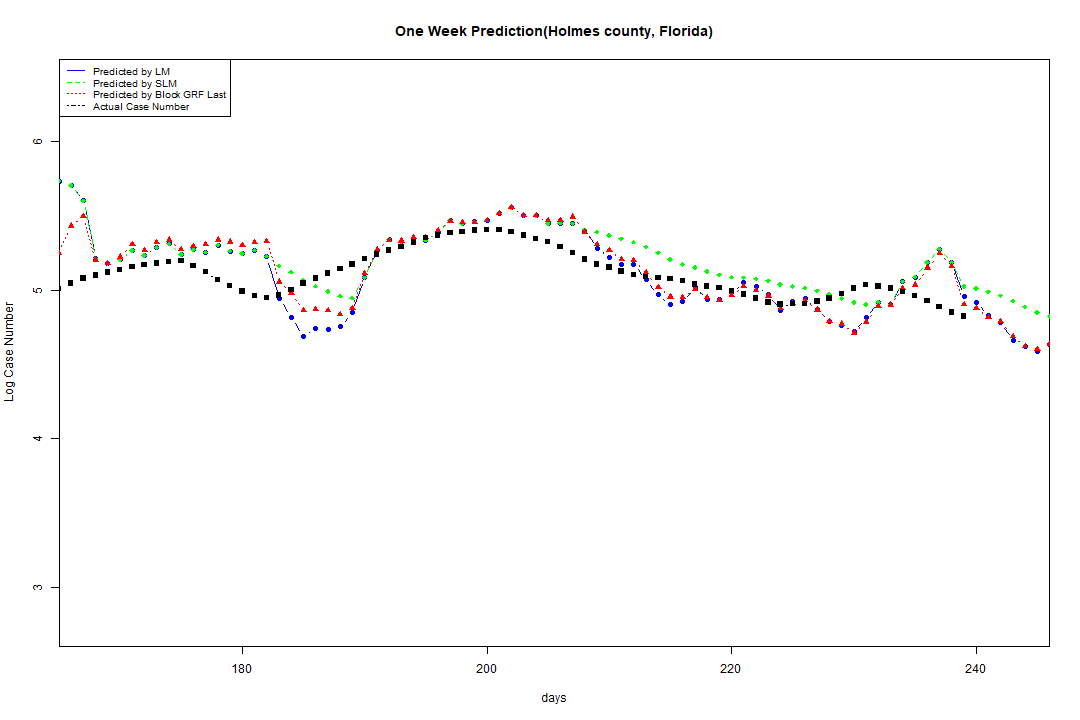 One Week Prediction(Holmes county, Florida)
Predicted by LM
Predicted by SLM
Predicted by Block GRF Last
Actual Case Number
6
5
4
3
Log Case Number
180 200 220 240
days